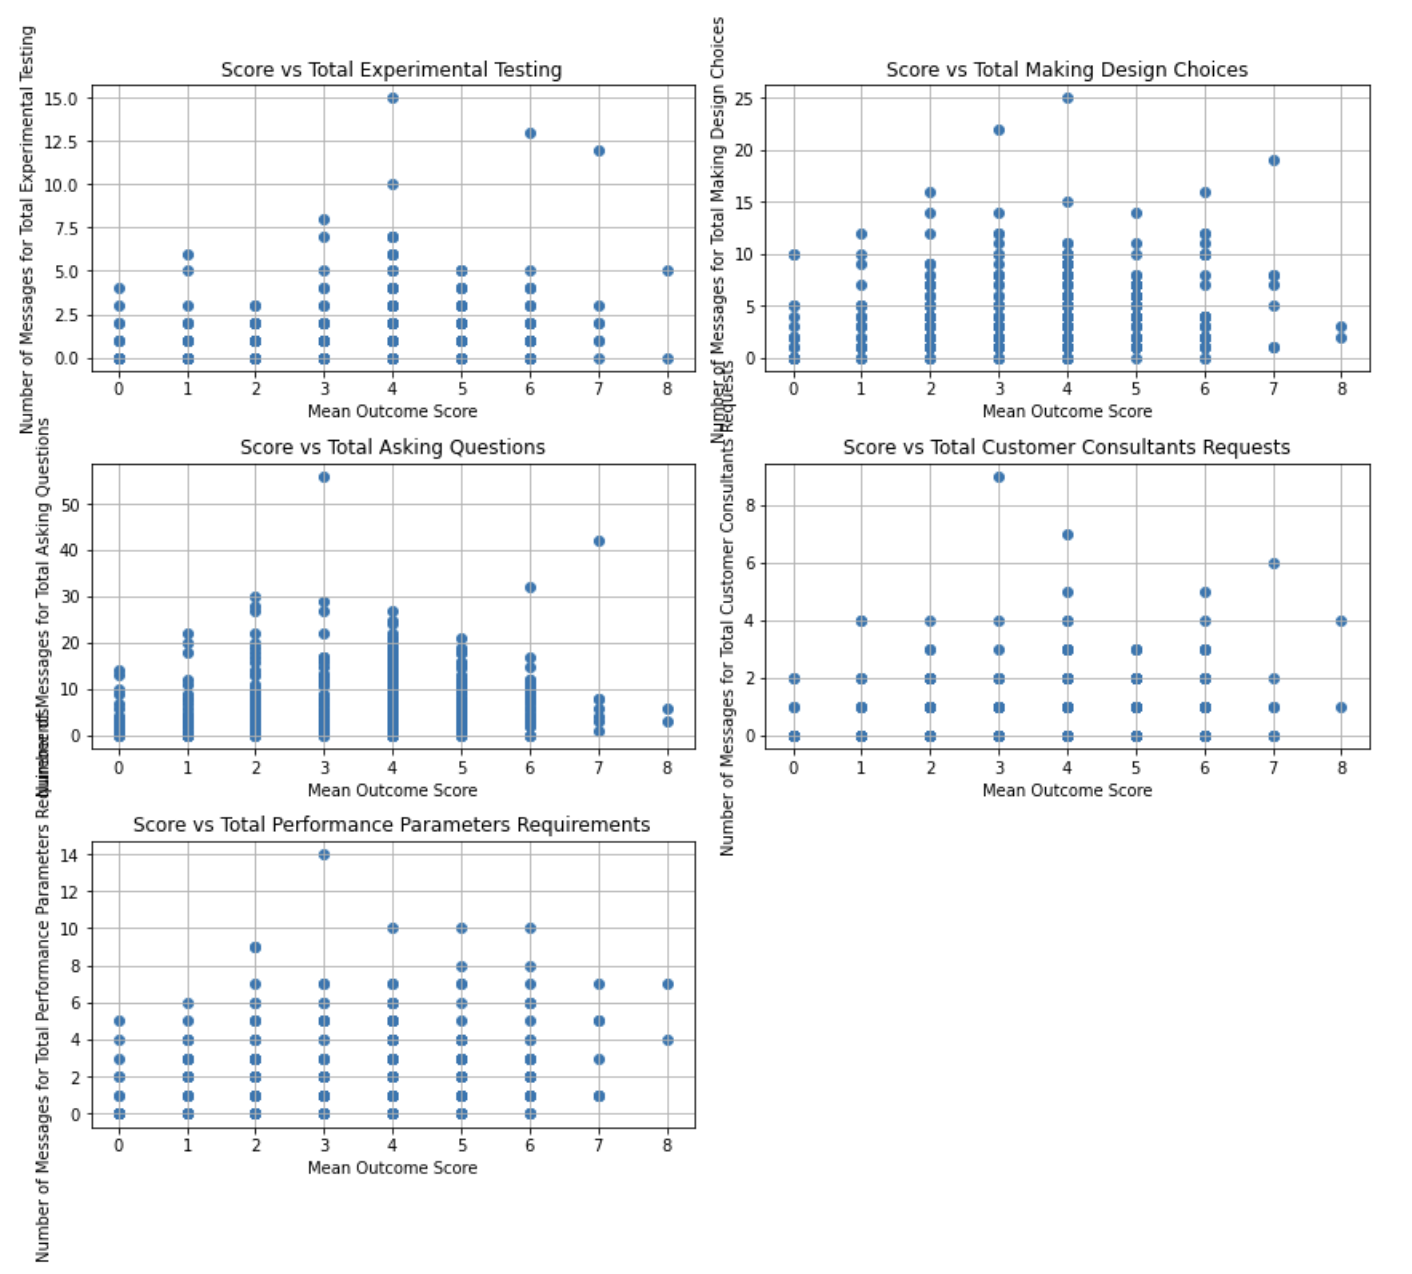 Score vs Total Experimental Testing
Number of Messages for Total Experimental Testing
15.0
12.5
10.0
7.5
5.0
2.5
0.0
0 1 2 3 4 5 6 7 8
Mean Outcome Score
Score vs Total Making Design Choices
Number of Messages for Total Making Design Choices
25
20
15
10
5
0
0 1 2 3 4 5 6 7 8
Mean Outcome Score
Score vs Total Asking Questions
Number of Messages for Total Asking Questions
50
40
30
20
10
0
0 1 2 3 4 5 6 7 8
Mean Outcome Score
Score vs Total Customer Consultants Requests
Number of Messages for Total Customer Consultants Requests
8
6
4
2
0
0 1 2 3 4 5 6 7 8
Mean Outcome Score
Score vs Total Performance Parameters Requirements
Number of Messages for Total Performance Parameters Requirements
14
12
10
8
6
4
2
0
0 1 2 3 4 5 6 7 8
Mean Outcome Score